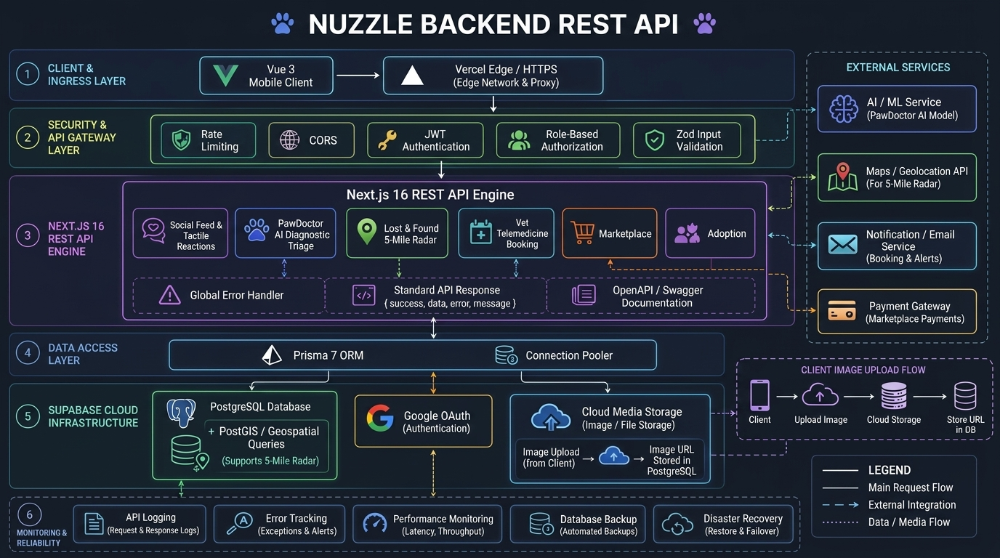 NUZZLE BACKEND REST API
1
CLIENT &
INGRESS LAYER
Vue 3
Mobile Client
Vercel Edge / HTTPS
(Edge Network & Proxy)
2
SECURITY &
API GATEWAY
LAYER
Rate
Limiting
CORS
JWT
Authentication
Role-Based
Authorization
Zod Input
Validation
3
NEXT.JS 16
REST API
ENGINE
Next.js 16 REST API Engine
Social Feed &
Tactile
Reactions
PawDoctor
AI Diagnostic
Triage
Lost & Found
5-Mile Radar
Vet
Telemedicine
Booking
Marketplace
Adoption
Global Error Handler
</>
Standard API Response
{ success, data, error, message }
OpenAPI / Swagger
Documentation
EXTERNAL SERVICES
AI / ML Service
(PawDoctor AI Model)
Maps / Geolocation API
(For 5-Mile Radar)
Notification / Email
Service
(Booking & Alerts)
Payment Gateway
(Marketplace Payments)
4
DATA ACCESS
LAYER
Prisma 7 ORM
3
Connection Pooler
5
SUPABASE CLOUD
INFRASTRUCTURE
PostgreSQL Database
+ PostGIS / Geospatial
Queries
(Supports 5-Mile Radar)
Google OAuth
(Authentication)
Cloud Media Storage
(Image / File Storage)
Image Upload
(from Client)
Image URL
Stored in
PostgreSQL
CLIENT IMAGE UPLOAD FLOW
Client
Upload Image
Cloud Storage
Store URL
in DB
LEGEND
Main Request Flow
External Integration
Data / Media Flow
6
MONITORING &
RELIABILITY
API Logging
(Request & Response Logs)
A
Error Tracking
(Exceptions & Alerts)
Performance Monitoring
(Latency, Throughput)
3
Database Backup
(Automated Backups)
Disaster Recovery
(Restore & Failover)